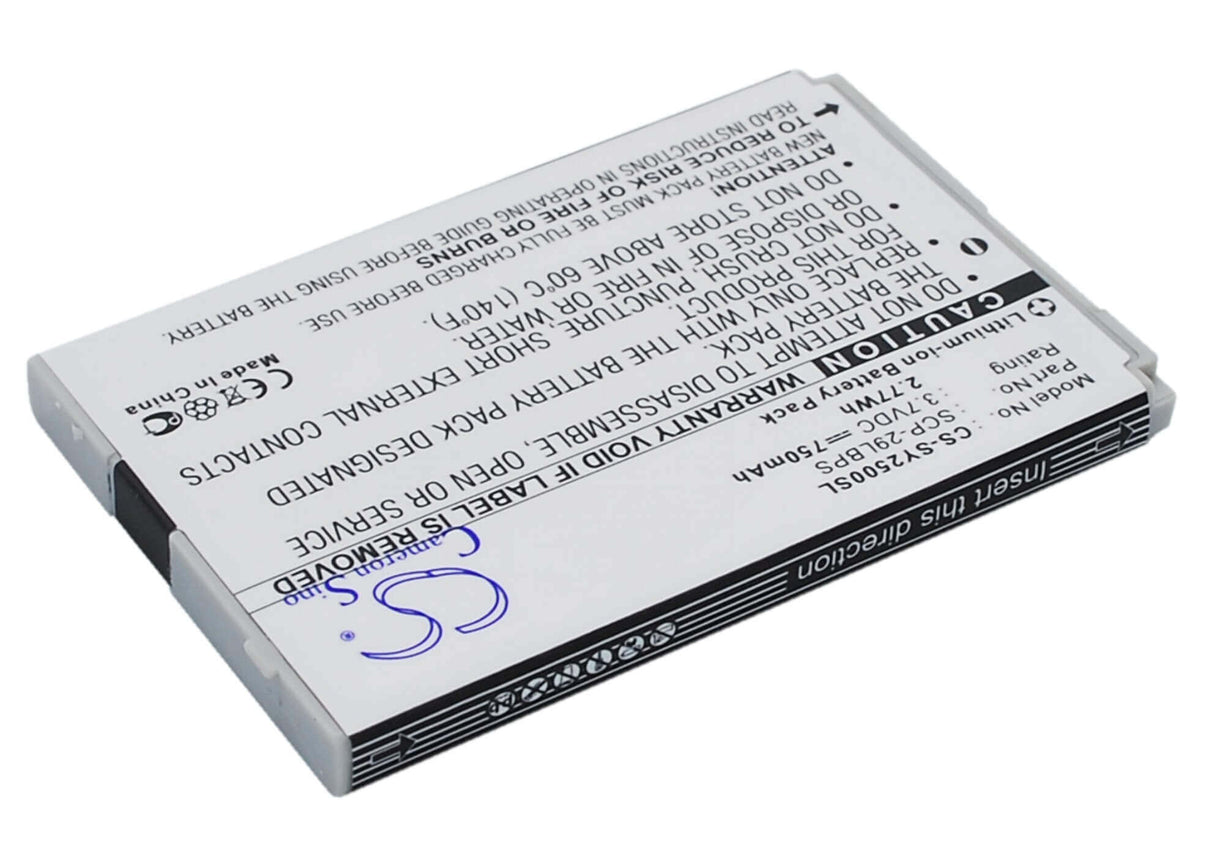 Model No. : CS-SY2500SL
Part No. : SCP-29LBPS
Rating : 3.7VDC 750mAh
2.77Wh
Lithium-ion Battery Pack
CAUTION WARRANTY VOID IF LABEL IS REMOVED
• DO NOT ATTEMPT TO DISASSEMBLE, OPEN OR SERVICE
THE BATTERY PACK.
• REPLACE ONLY WITH THE BATTERY PACK DESIGNATED
FOR THIS PRODUCT.
• DO NOT CRUSH, PUNCTURE, SHORT EXTERNAL CONTACTS
OR DISPOSE OF IN FIRE OR WATER.
• DO NOT STORE ABOVE 60°C (140°F).
ATTENTION!
NEW BATTERY PACK MUST BE FULLY CHARGED BEFORE USE.
TO REDUCE RISK OF FIRE OR BURNS
READ INSTRUCTIONS IN OPERATING GUIDE BEFORE USING THE BATTERY.
CE
Made in China
CS
Cameron Sino
®
Insert this direction